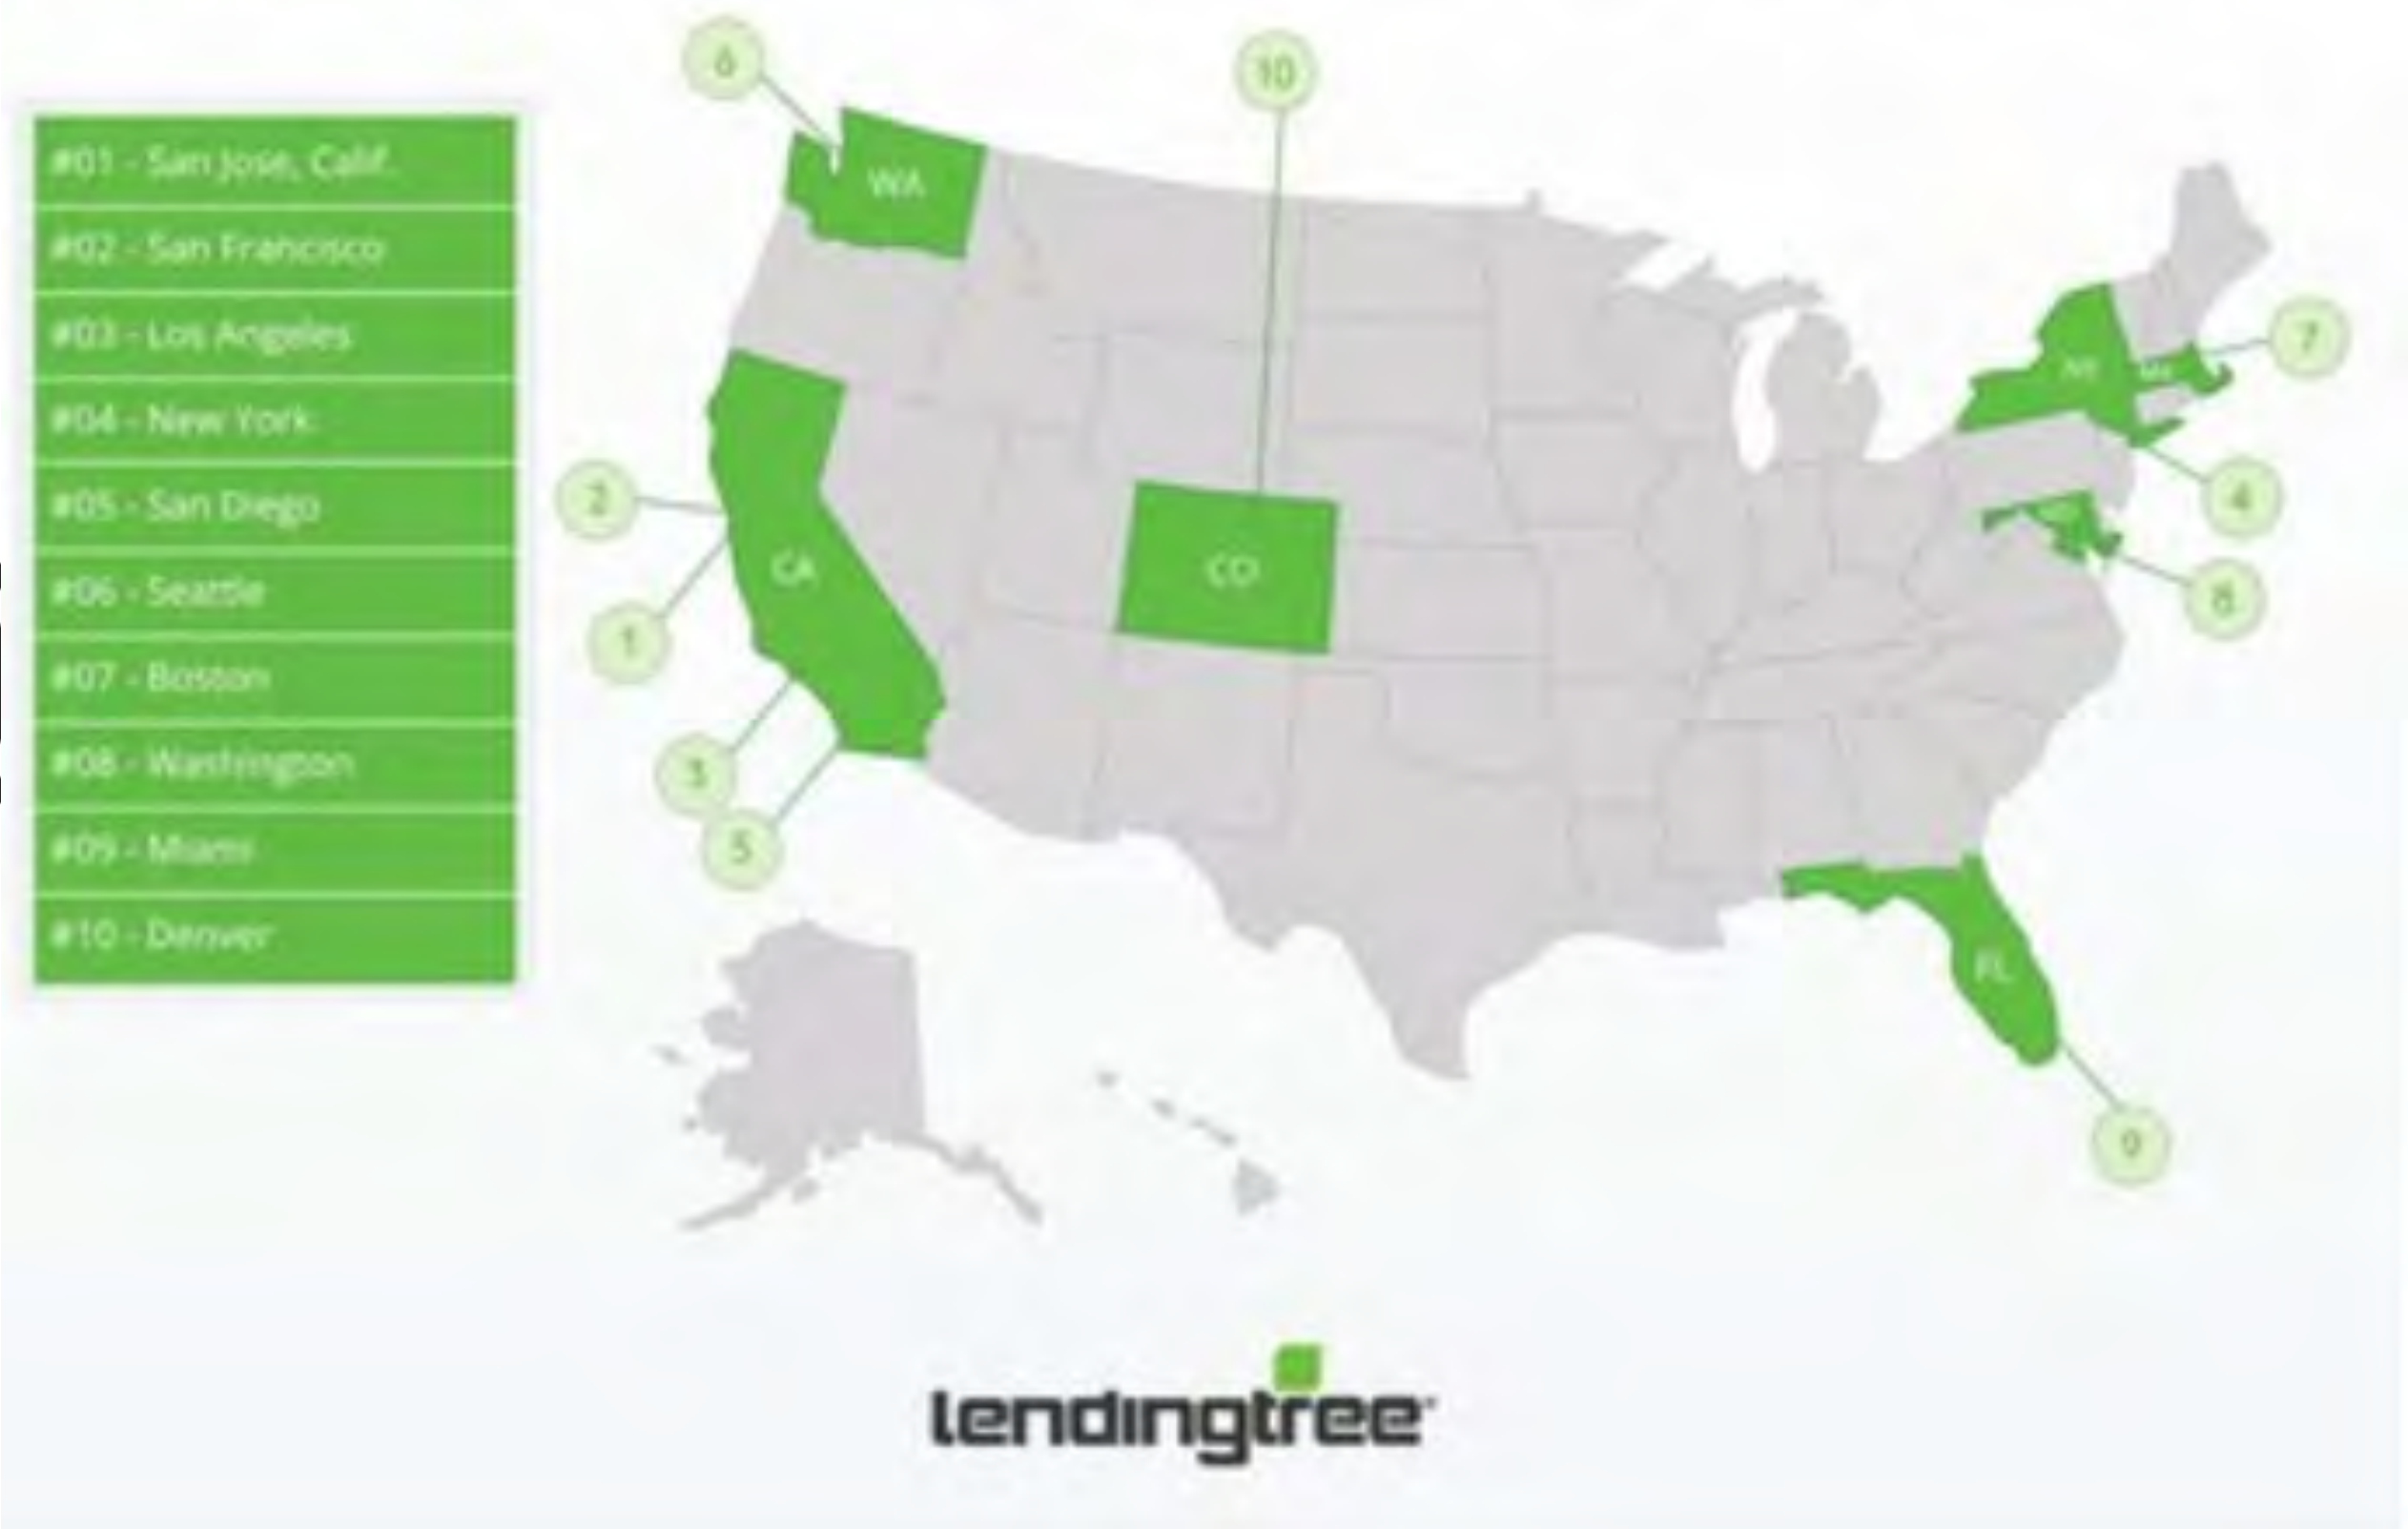 #01 - San Jose, Calif.
#02 - San Francisco
#03 - Los Angeles
#04 - New York
#05 - San Diego
#06 - Seattle
#07 - Boston
#08 - Washington
#09 - Miami
#10 - Denver
6
10
WA
7
NY
MA
2
4
CA
CO
8
1
3
5
FL
9
lendingtree